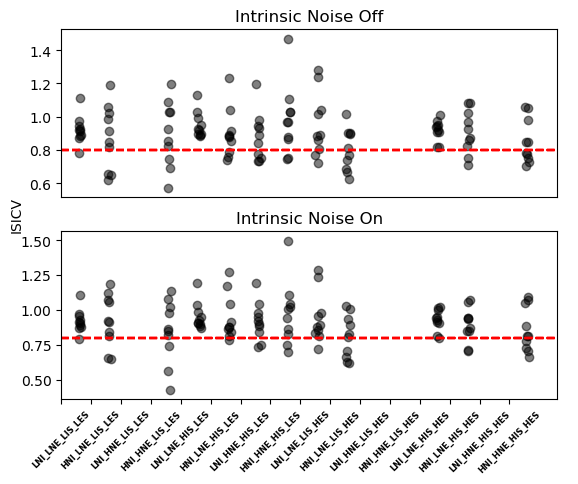 Intrinsic Noise Off
1.4
1.2
1.0
0.8
0.6
ISICV
Intrinsic Noise On
1.50
1.25
1.00
0.75
0.50
LNI_LNE_LIS_LES
HNI_LNE_LIS_LES
LNI_HNE_LIS_LES
HNI_HNE_LIS_LES
LNI_LNE_HIS_LES
HNI_LNE_HIS_LES
LNI_HNE_HIS_LES
HNI_HNE_HIS_LES
LNI_LNE_LIS_HES
HNI_LNE_LIS_HES
LNI_HNE_LIS_HES
HNI_HNE_LIS_HES
LNI_LNE_HIS_HES
HNI_LNE_HIS_HES
LNI_HNE_HIS_HES
HNI_HNE_HIS_HES